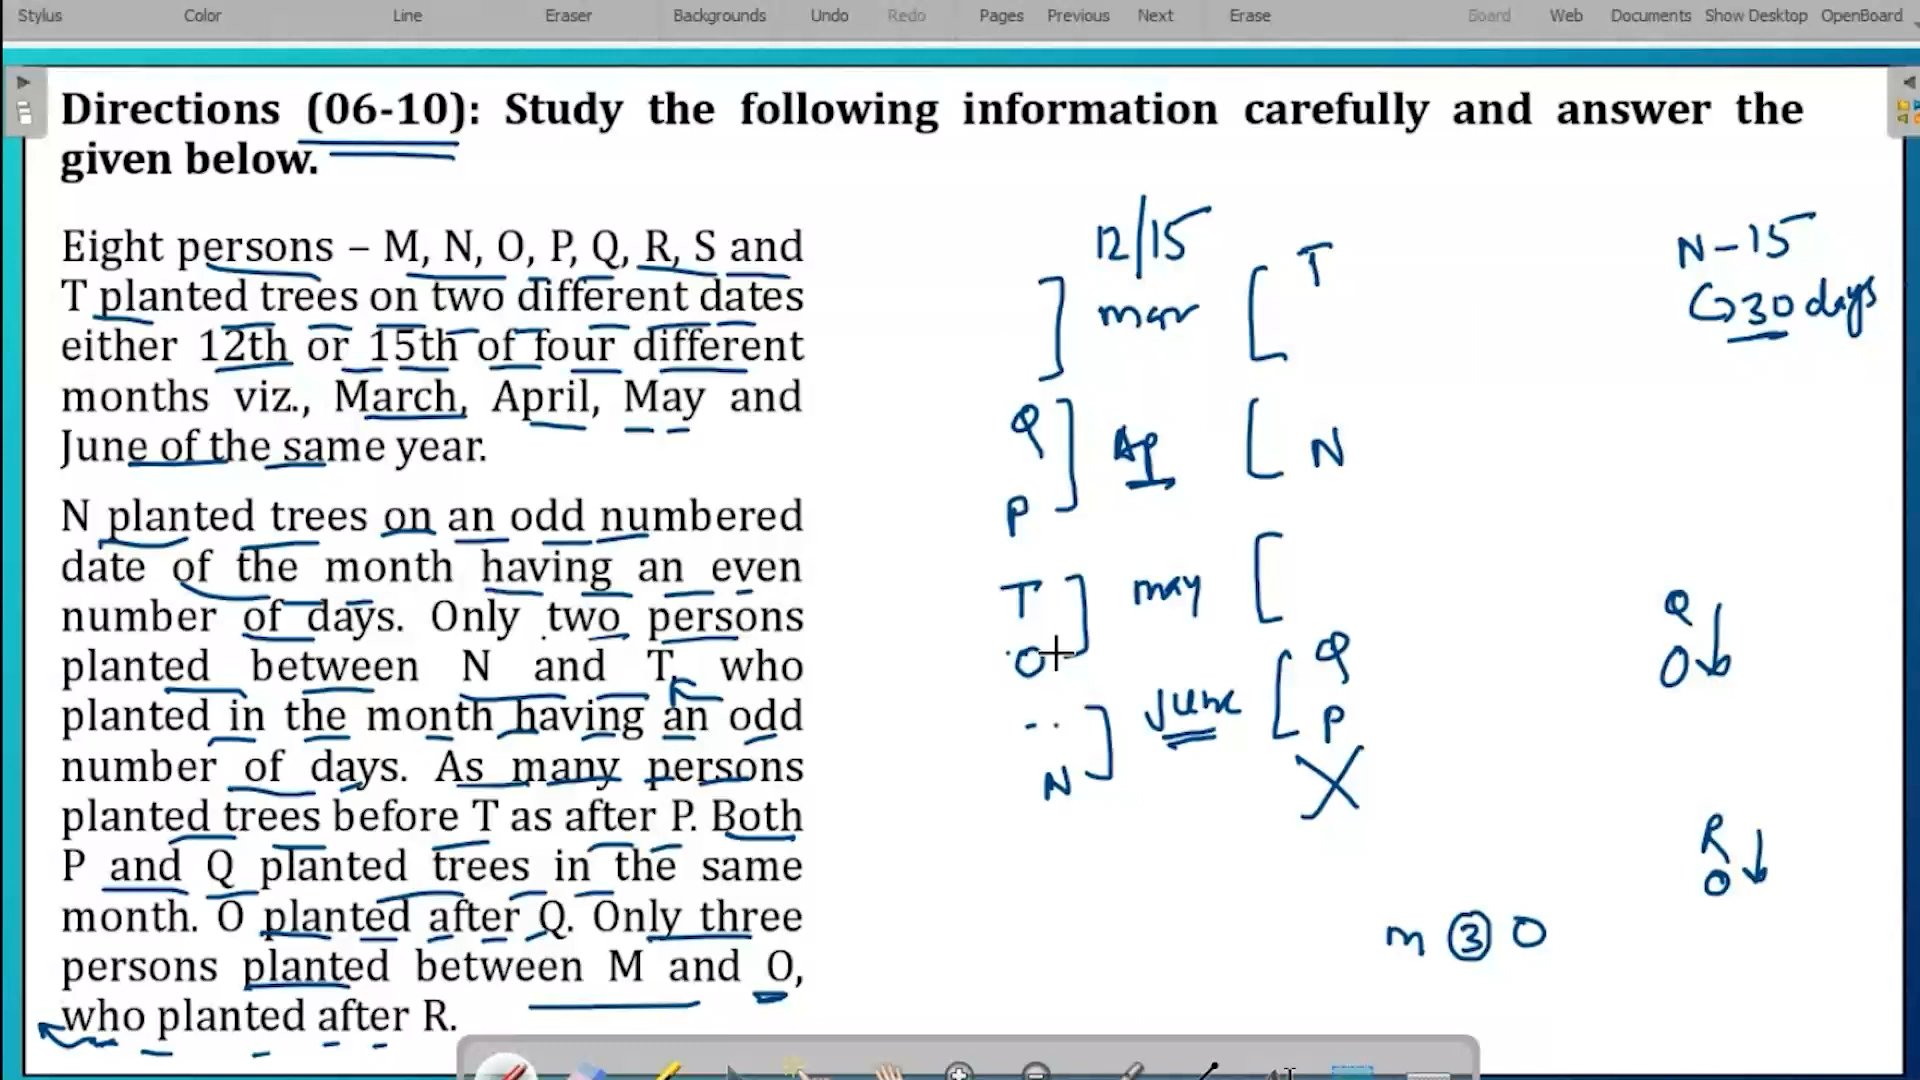 Stylus Color Line Eraser Backgrounds Undo Redo Pages Previous Next Erase Board Web Documents Show Desktop OpenBoard
Directions (06-10): Study the following information carefully and answer the
given below.
Eight persons – M, N, O, P, Q, R, S and
T planted trees on two different dates
either 12th or 15th of four different
months viz., March, April, May and
June of the same year.
N planted trees on an odd numbered
date of the month having an even
number of days. Only two persons
planted between N and T, who
planted in the month having an odd
number of days. As many persons
planted trees before T as after P. Both
P and Q planted trees in the same
month. O planted after Q. Only three
persons planted between M and O,
who planted after R.
12/15
mar T
Q
P Ap N
T
O may
N June Q
P
X
N-15
30 days
Q
O
R
O
m 3 O